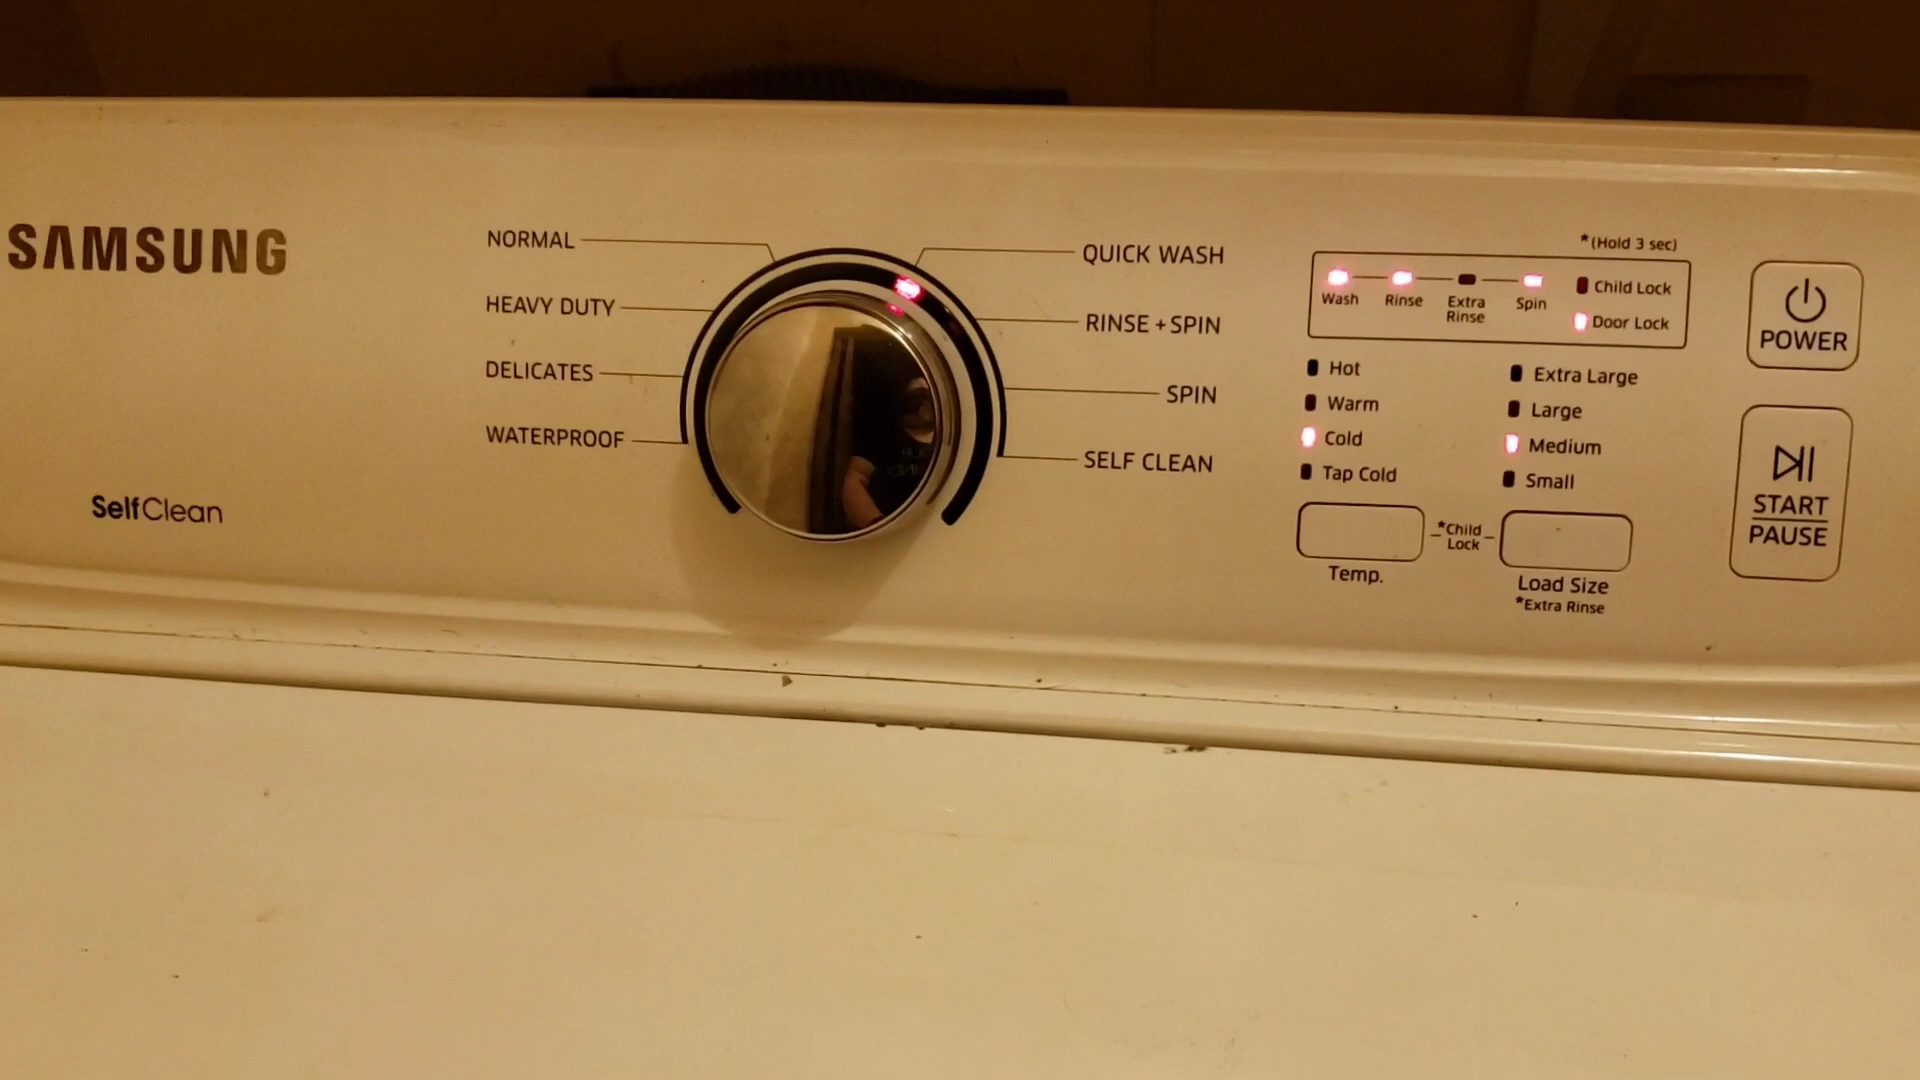 SAMSUNG
SelfClean
NORMAL
HEAVY DUTY
DELICATES
WATERPROOF
QUICK WASH
RINSE + SPIN
SPIN
SELF CLEAN
*(Hold 3 sec)
Wash
Rinse
Extra
Rinse
Spin
Child Lock
Door Lock
Hot
Warm
Cold
Tap Cold
Temp.
*Child
Lock
Extra Large
Large
Medium
Small
Load Size
*Extra Rinse
POWER
START
PAUSE